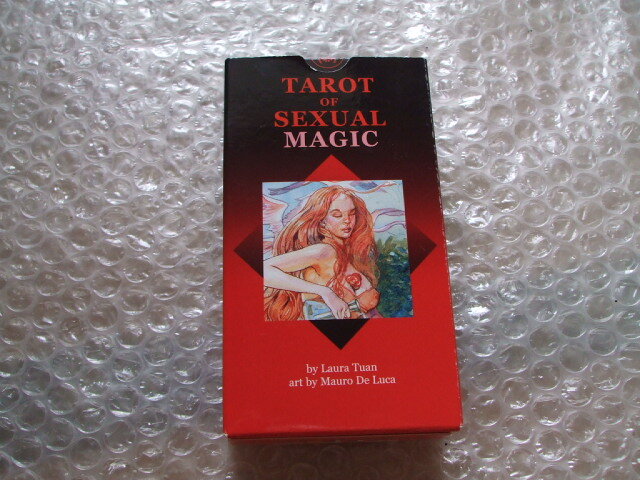 TAROT
OF
SEXUAL
MAGIC
by Laura Tuan
art by Mauro De Luca